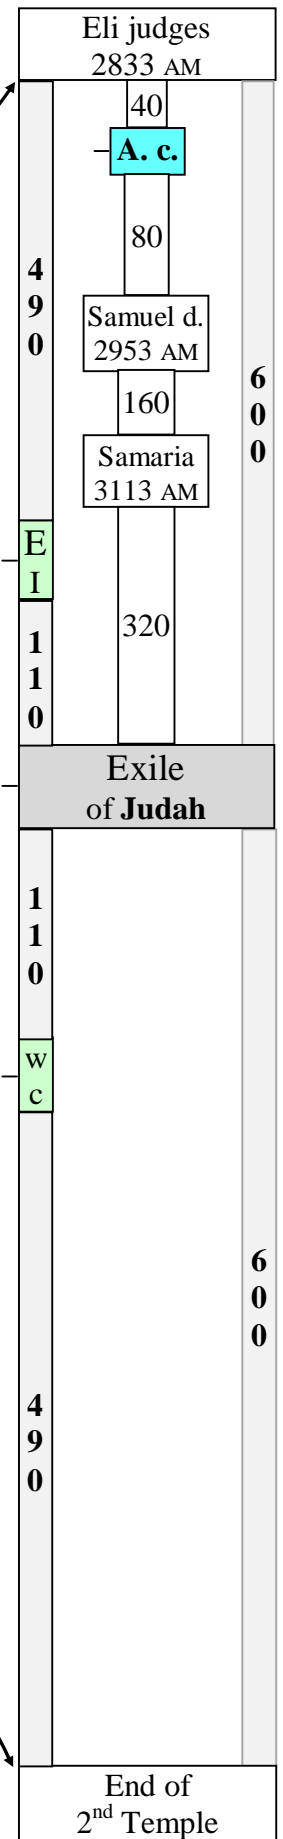 Eli judges
2833 AM
40
A. c.
80
490
Samuel d.
2953 AM
600
160
Samaria
3113 AM
E
I
320
110
Exile
of Judah
110
w
c
600
490
End of
2nd Temple